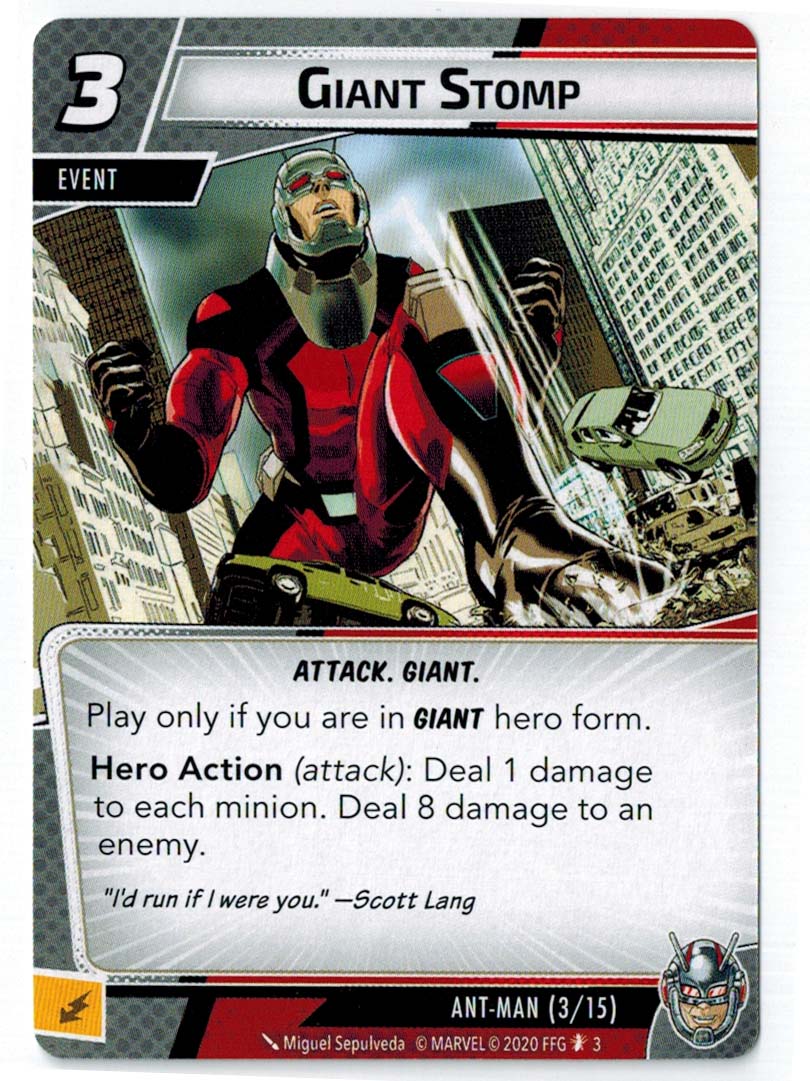 3
GIANT STOMP
EVENT
ATTACK. GIANT.
Play only if you are in GIANT hero form.
Hero Action (attack): Deal 1 damage
to each minion. Deal 8 damage to an
enemy.
"I'd run if I were you." —Scott Lang
ANT-MAN (3/15)
Miguel Sepulveda © MARVEL © 2020 FFG 3